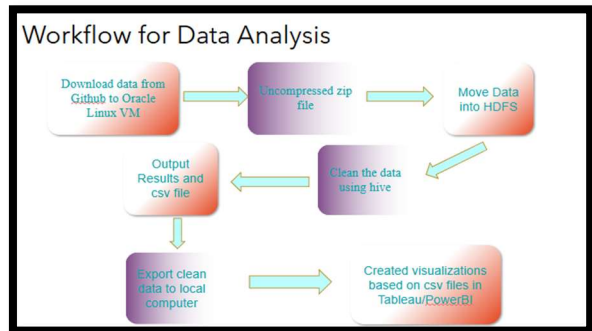 Workflow for Data Analysis
Download data from
Github to Oracle
Linux VM
Uncompressed zip
file
Move Data
into HDFS
Output
Results and
csv file
Clean the data
using hive
Export clean
data to local
computer
Created visualizations
based on csv files in
Tableau/PowerBI